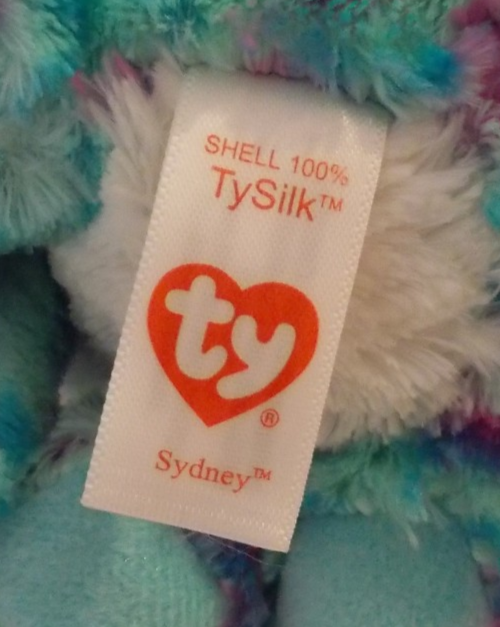 SHELL 100%
TySilk™
ty
®
Sydney™